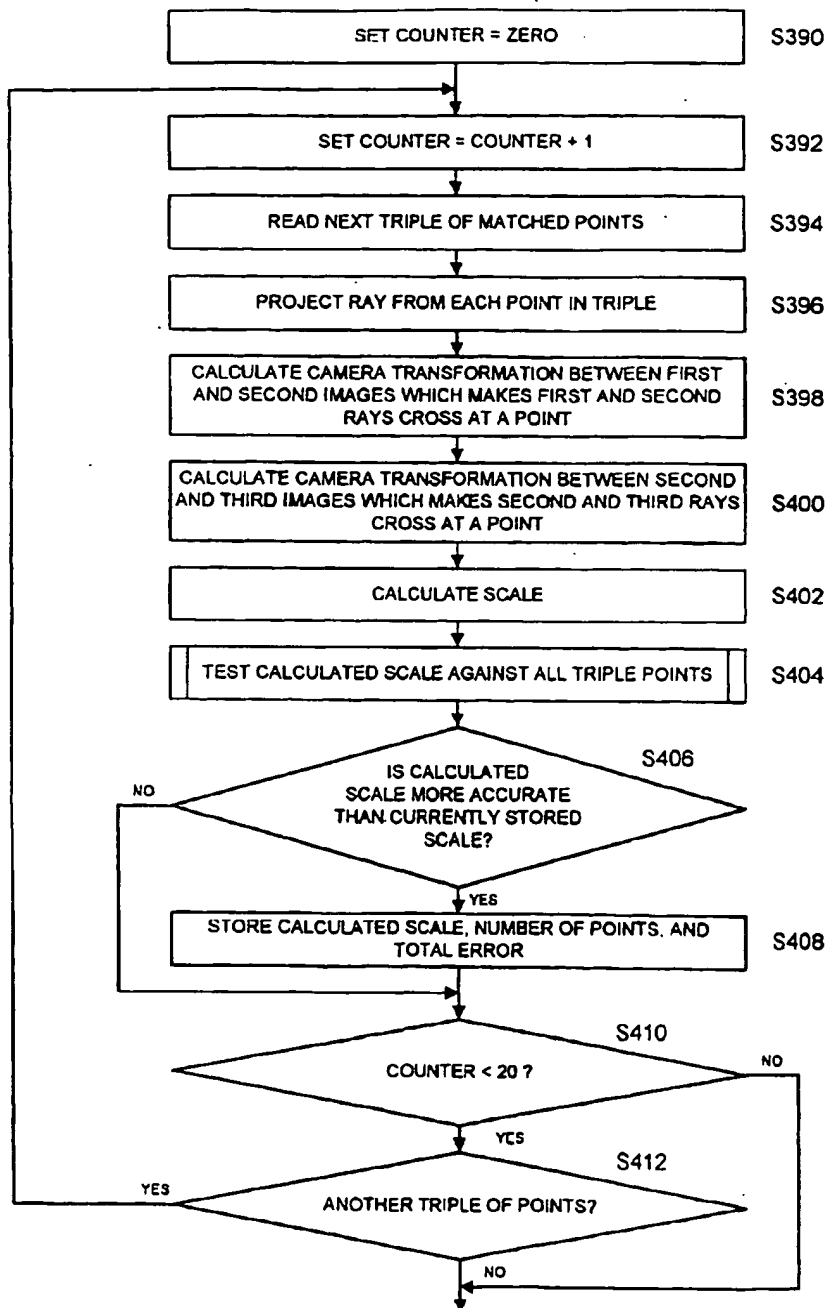 SET COUNTER = ZERO
S390
SET COUNTER = COUNTER + 1
S392
READ NEXT TRIPLE OF MATCHED POINTS
S394
PROJECT RAY FROM EACH POINT IN TRIPLE
S396
CALCULATE CAMERA TRANSFORMATION BETWEEN FIRST
AND SECOND IMAGES WHICH MAKES FIRST AND SECOND
RAYS CROSS AT A POINT
S398
CALCULATE CAMERA TRANSFORMATION BETWEEN SECOND
AND THIRD IMAGES WHICH MAKES SECOND AND THIRD RAYS
CROSS AT A POINT
S400
CALCULATE SCALE
S402
TEST CALCULATED SCALE AGAINST ALL TRIPLE POINTS
S404
S406
IS CALCULATED
SCALE MORE ACCURATE
THAN CURRENTLY STORED
SCALE?
NO
YES
STORE CALCULATED SCALE, NUMBER OF POINTS, AND
TOTAL ERROR
S408
S410
COUNTER < 20 ?
NO
YES
S412
YES
ANOTHER TRIPLE OF POINTS?
NO